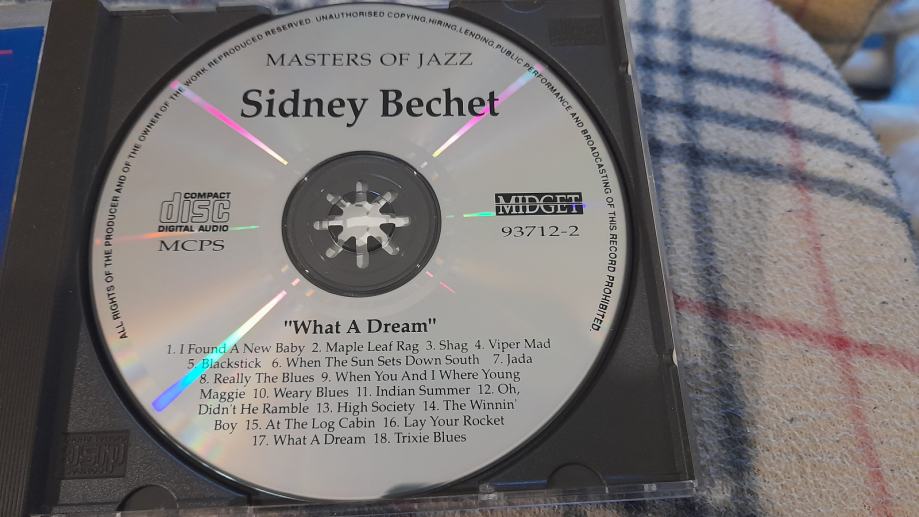 ALL RIGHTS OF THE PRODUCER AND OF THE OWNER OF THE WORK REPRODUCED RESERVED. UNAUTHORISED COPYING, HIRING, LENDING, PUBLIC PERFORMANCE AND BROADCASTING OF THIS RECORD PROHIBITED.
MASTERS OF JAZZ
Sidney Bechet
COMPACT
disc
DIGITAL AUDIO
MCPS
MIDGET
93712-2
"What A Dream"
1. I Found A New Baby 2. Maple Leaf Rag 3. Shag 4. Viper Mad
5. Blackstick 6. When The Sun Sets Down South 7. Jada
8. Really The Blues 9. When You And I Where Young
Maggie 10. Weary Blues 11. Indian Summer 12. Oh,
Didn't He Ramble 13. High Society 14. The Winnin'
Boy 15. At The Log Cabin 16. Lay Your Rocket
17. What A Dream 18. Trixie Blues